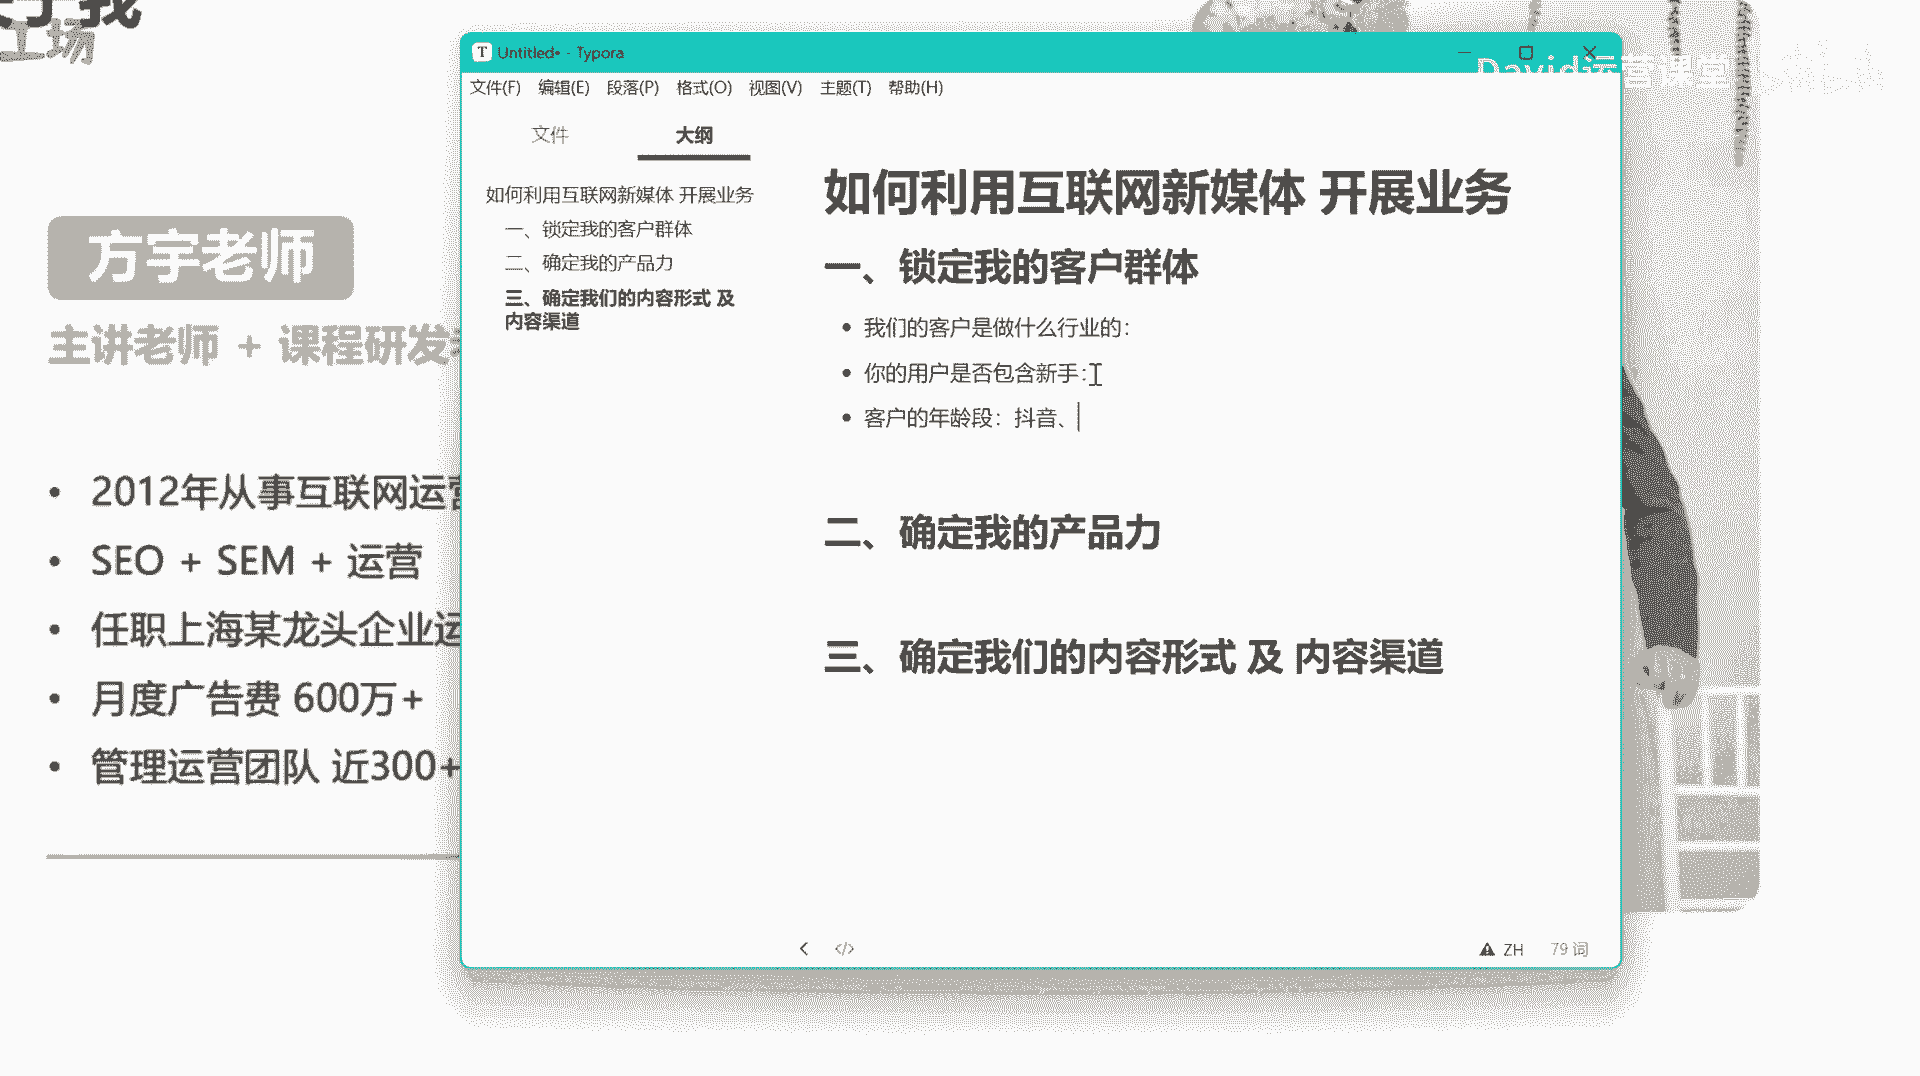 工场
方宇老师
主讲老师 + 课程研发
2012年从事互联网运营
SEO + SEM + 运营
任职上海某龙头企业运
月度广告费 600万+
管理运营团队 近300+
Untitled• - Typora
David运营课堂
文件(F) 编辑(E) 段落(P) 格式(O) 视图(V) 主题(T) 帮助(H)
文件 大纲
如何利用互联网新媒体 开展业务
一、锁定我的客户群体
二、确定我的产品力
三、确定我们的内容形式 及
内容渠道
如何利用互联网新媒体 开展业务
一、锁定我的客户群体
我们的客户是做什么行业的：
你的用户是否包含新手：
客户的年龄段：抖音、
二、确定我的产品力
三、确定我们的内容形式 及 内容渠道
ZH 79 词